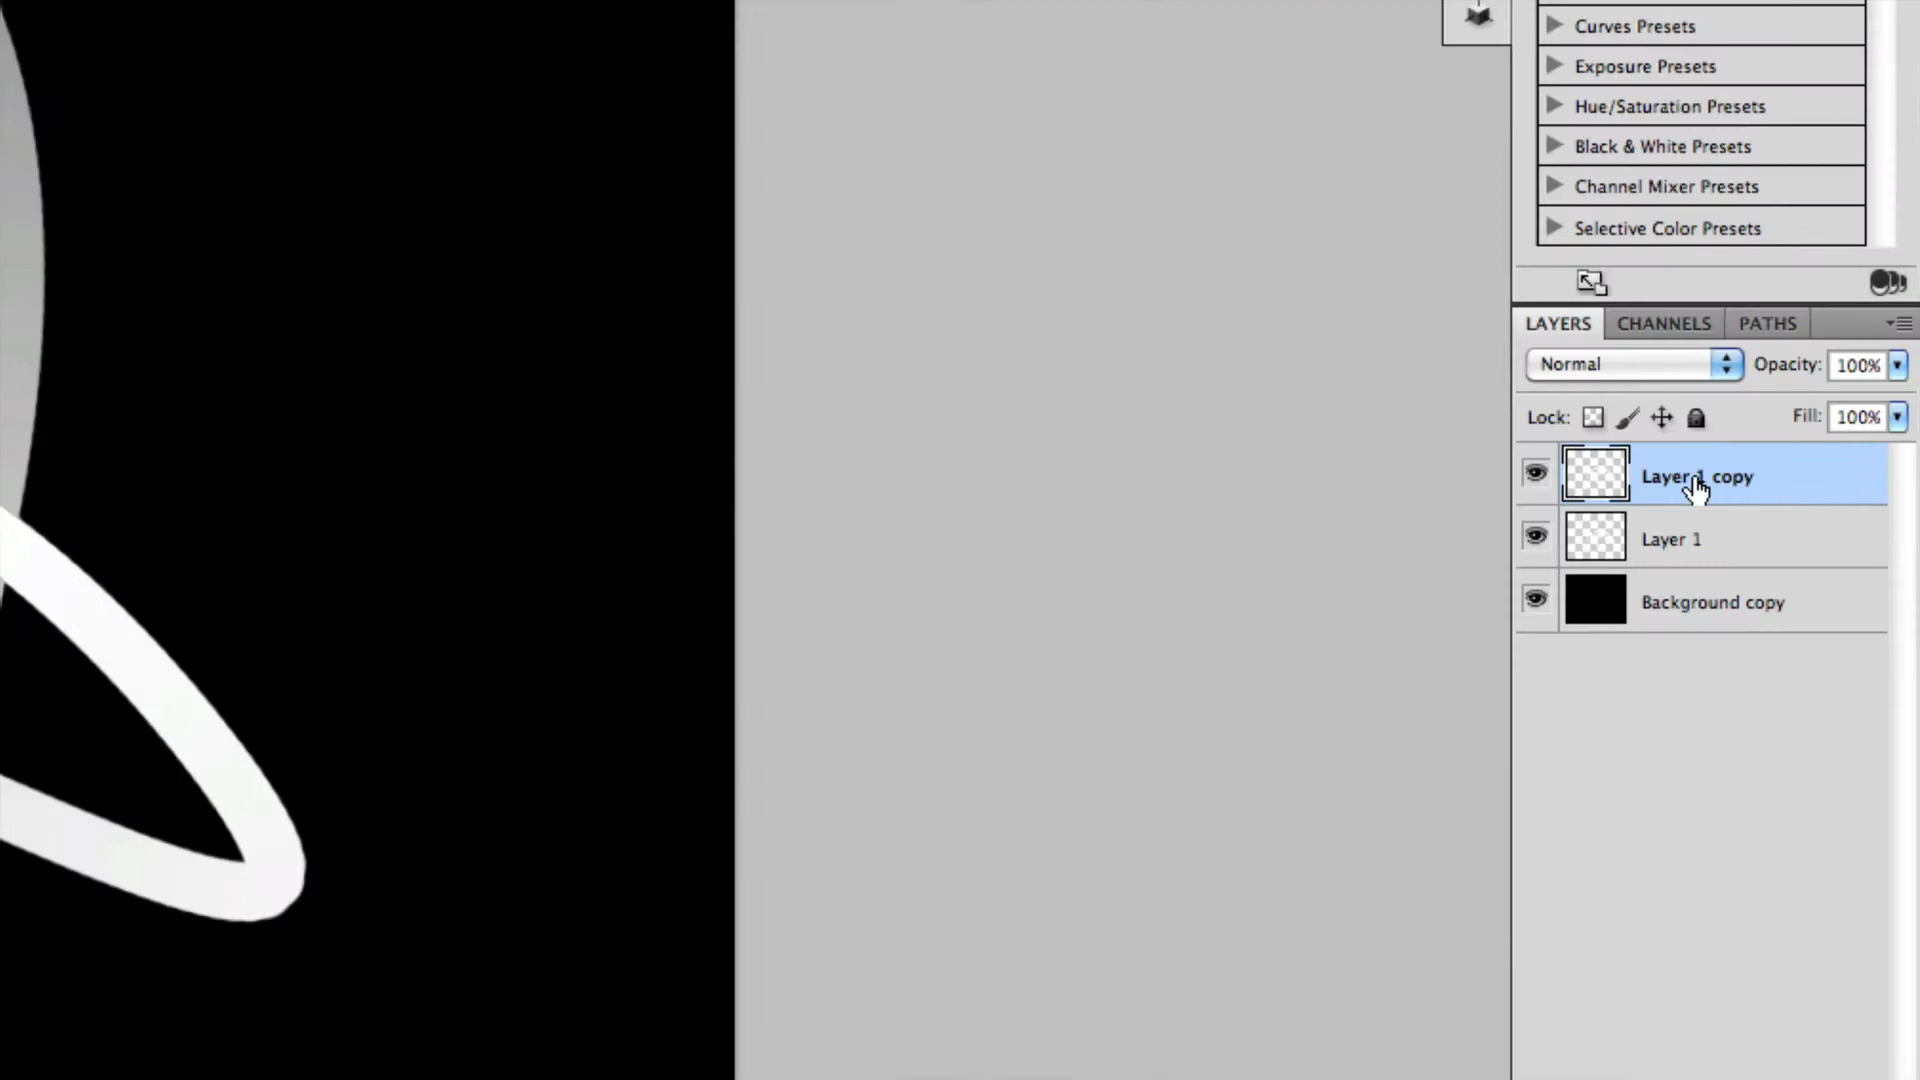 Curves Presets
Exposure Presets
Hue/Saturation Presets
Black & White Presets
Channel Mixer Presets
Selective Color Presets
LAYERS CHANNELS PATHS
Normal Opacity: 100%
Lock: Fill: 100%
Layer 1 copy
Layer 1
Background copy